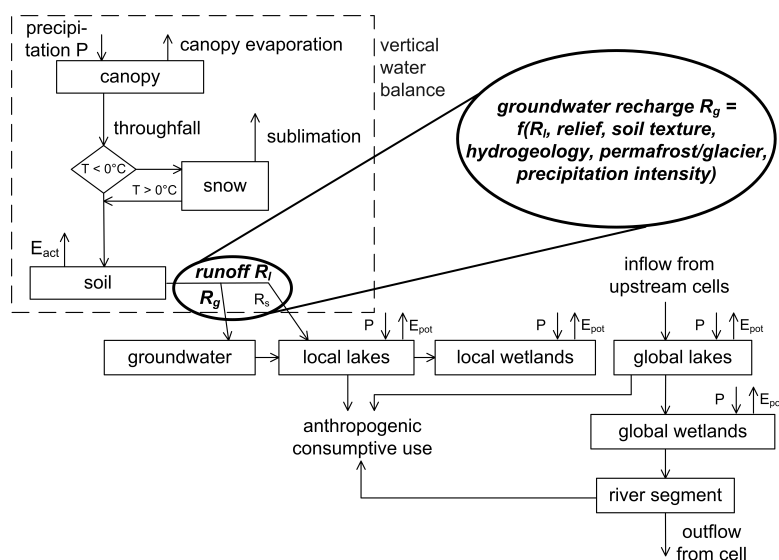 precipi-
tation P
canopy evaporation
vertical
water
balance
canopy
throughfall
sublimation
T < 0°C
T > 0°C
snow
groundwater recharge Rg =
f(Rl, relief, soil texture,
hydrogeology, permafrost/glacier,
precipitation intensity)
Eact
soil
runoff Rl
Rg
Rs
inflow from
upstream cells
P
Epot
P
Epot
P
Epot
groundwater
local lakes
local wetlands
global lakes
P
Epo
anthropogenic
consumptive use
global wetlands
river segment
outflow
from cell